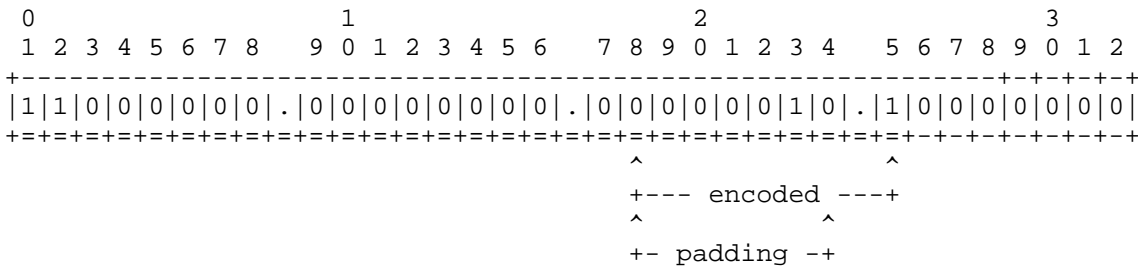 0                   1                     2                     3
 1 2 3 4 5 6 7 8   9 0 1 2 3 4 5 6   7 8 9 0 1 2 3 4   5 6 7 8 9 0 1 2
+-------------------------------------------------------------+-+-+-+-+
|1|1|0|0|0|0|0|0|.|0|0|0|0|0|0|0|0|.|0|0|0|0|0|0|1|0|.|1|0|0|0|0|0|0|0|
+=+=+=+=+=+=+=+=+=+=+=+=+=+=+=+=+=+=+=+=+=+=+=+=+=+=+=+=+-+-+-+-+-+-+-+
                                       ^               ^
                                       +--- encoded ---+
                                       ^           ^
                                       +- padding -+